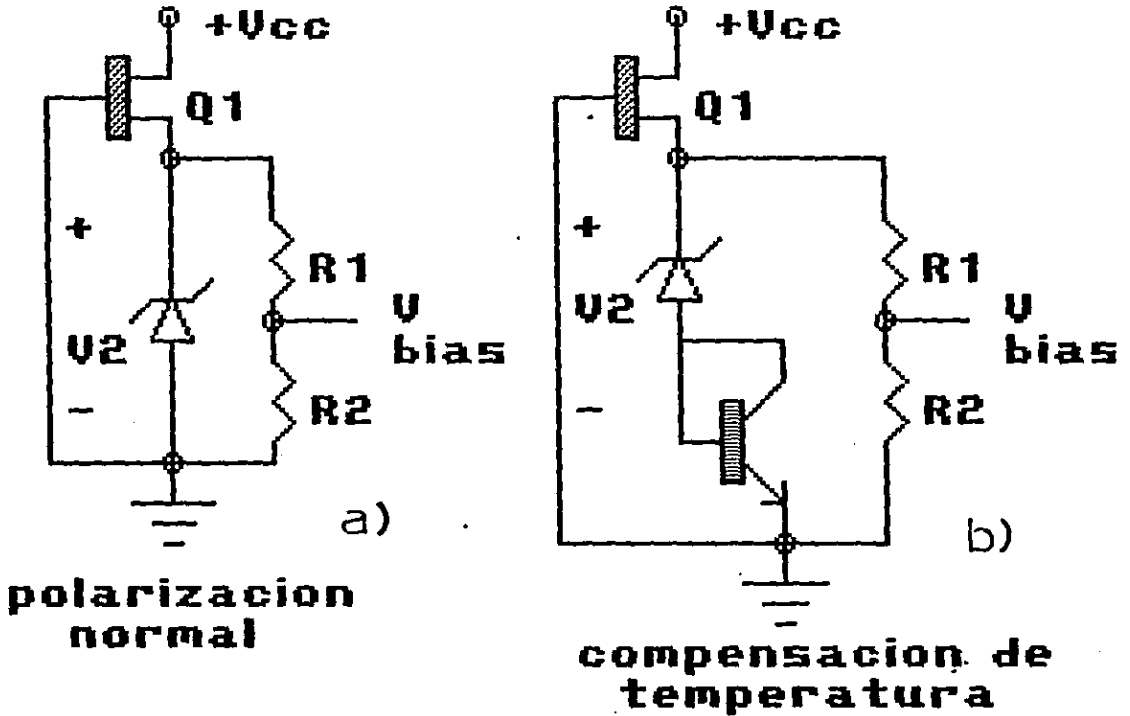 +Vcc
Q1
+
R1
V2
V
bias
-
R2
a)
polarizacion
normal
+Vcc
Q1
+
R1
V2
V
bias
-
R2
b)
compensacion de
temperatura